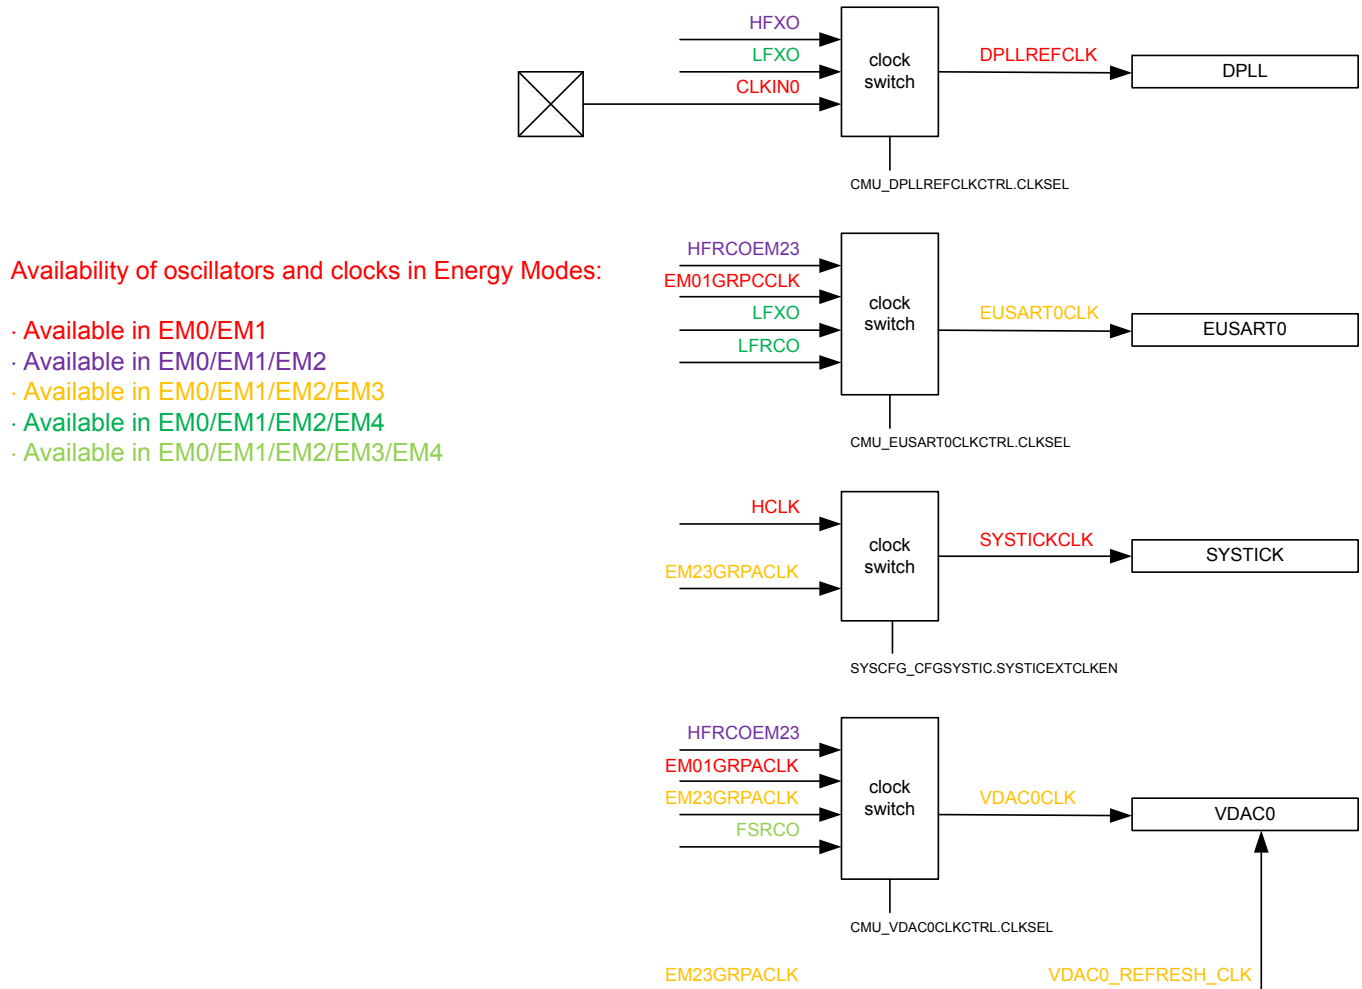 HFXO
LFXO
CLKIN0
clock
switch
DPLLREFCLK
DPLL
CMU_DPLLREFCLKCTRL.CLKSEL
Availability of oscillators and clocks in Energy Modes:
· Available in EM0/EM1
· Available in EM0/EM1/EM2
· Available in EM0/EM1/EM2/EM3
· Available in EM0/EM1/EM2/EM4
· Available in EM0/EM1/EM2/EM3/EM4
HFRCOEM23
EM01GRPCCLK
LFXO
LFRCO
clock
switch
EUSART0CLK
EUSART0
CMU_EUSART0CLKCTRL.CLKSEL
HCLK
EM23GRPACLK
clock
switch
SYSTICKCLK
SYSTICK
SYSCFG_CFGSYSTIC.SYSTICEXTCLKEN
HFRCOEM23
EM01GRPACLK
EM23GRPACLK
FSRCO
clock
switch
VDAC0CLK
VDAC0
CMU_VDAC0CLKCTRL.CLKSEL
EM23GRPACLK
VDAC0_REFRESH_CLK